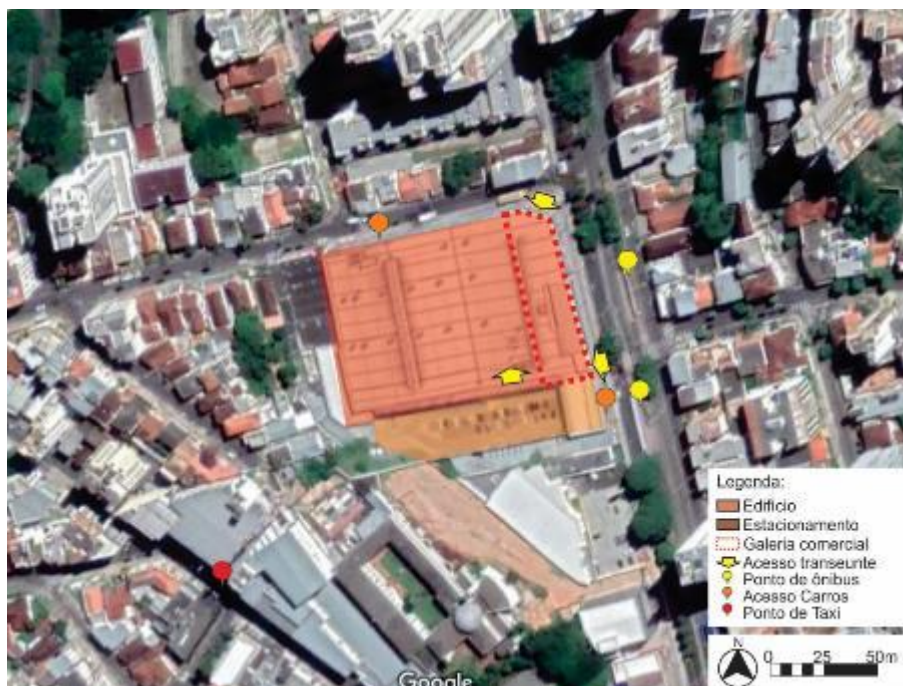 Legenda:
Edifício
Estacionamento
Galeria comercial
Acesso transeunte
Ponto de ônibus
Acesso Carros
Ponto de Taxi
N
0 25 50m
Google